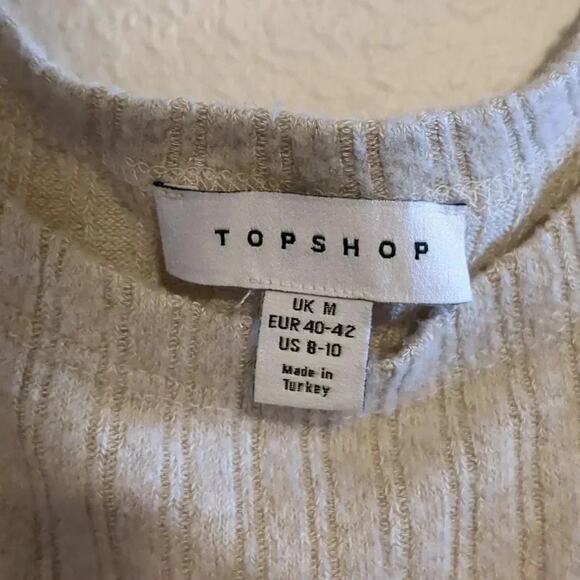 TOPSHOP
UK M
EUR 40-42
US 8-10
Made in
Turkey